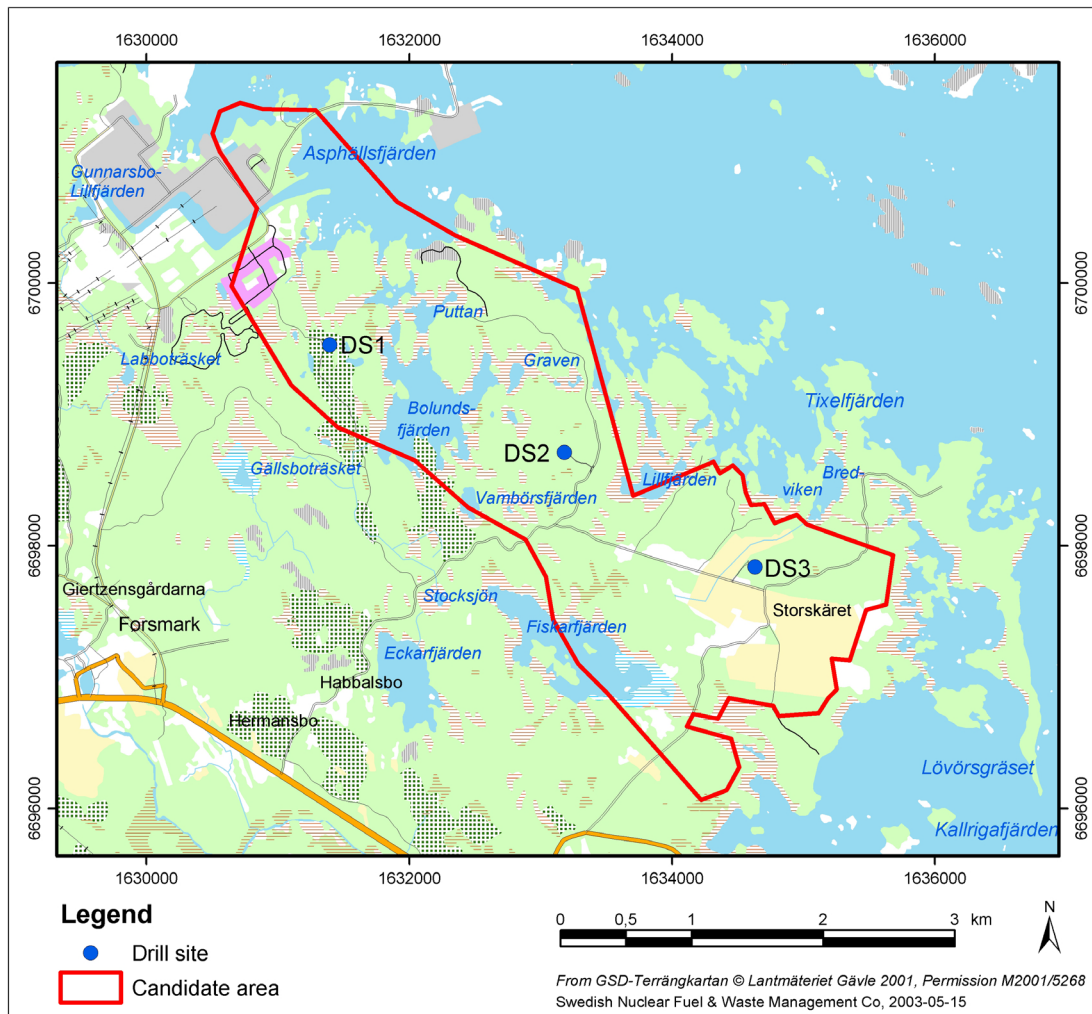 1630000
1632000
1634000
1636000
Asphällsfjärden
Gunnarsbo-
Lillfjärden
6700000
6700000
Puttan
DS1
Labboträsket
Graven
Bolunds-
fjärden
Tixelfjärden
DS2
Gällsboträsket
Lillfjärden
Bred-
viken
Vambörsfjärden
6698000
6698000
DS3
Giertzensgårdarna
Stocksjön
Storskäret
Forsmark
Fiskarfjärden
Eckarfjärden
Habbalsbo
Hermansbo
Lövörsgräset
6696000
6696000
Kallrigafjärden
1630000
1632000
1634000
1636000
Legend
Drill site
Candidate area
0 0,5 1 2 3 km
N
From GSD-Terrängkartan © Lantmäteriet Gävle 2001, Permission M2001/5268
Swedish Nuclear Fuel & Waste Management Co, 2003-05-15